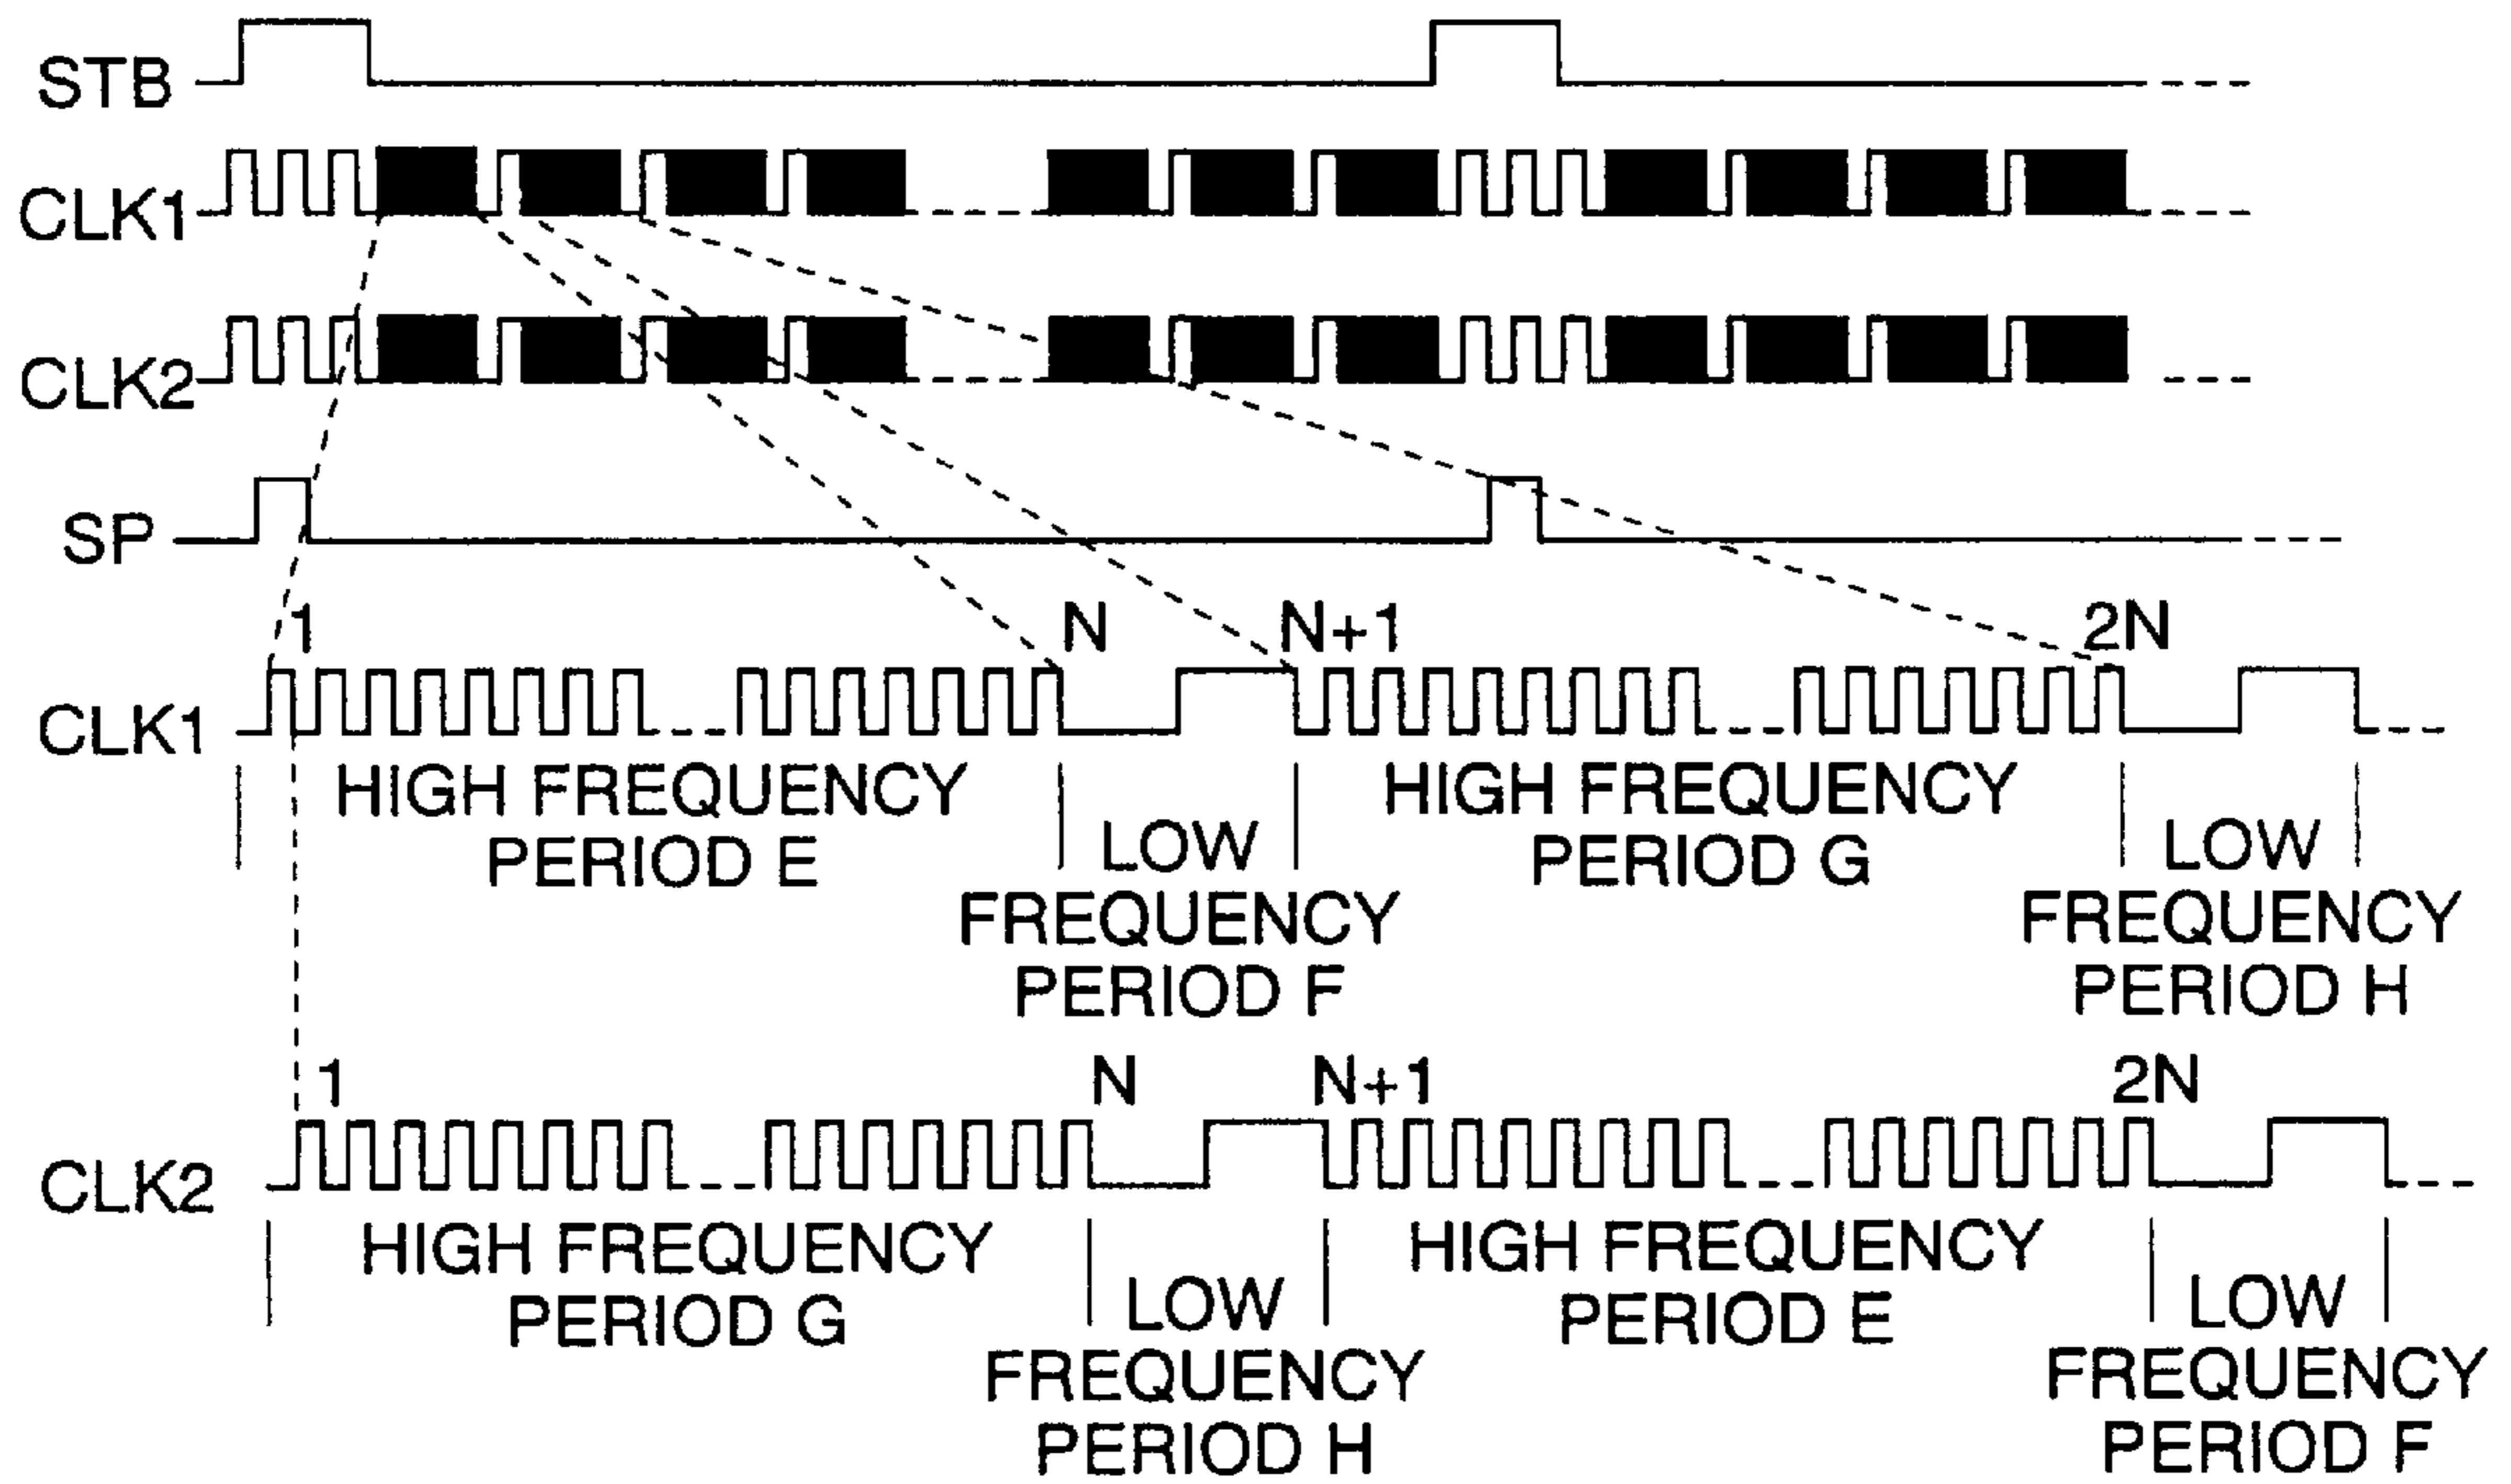 STB
CLK1
CLK2
SP
1 N N+1 2N
CLK1
HIGH FREQUENCY
PERIOD E
LOW
FREQUENCY
PERIOD F
HIGH FREQUENCY
PERIOD G
LOW
FREQUENCY
PERIOD H
1 N N+1 2N
CLK2
HIGH FREQUENCY
PERIOD G
LOW
FREQUENCY
PERIOD H
HIGH FREQUENCY
PERIOD E
LOW
FREQUENCY
PERIOD F